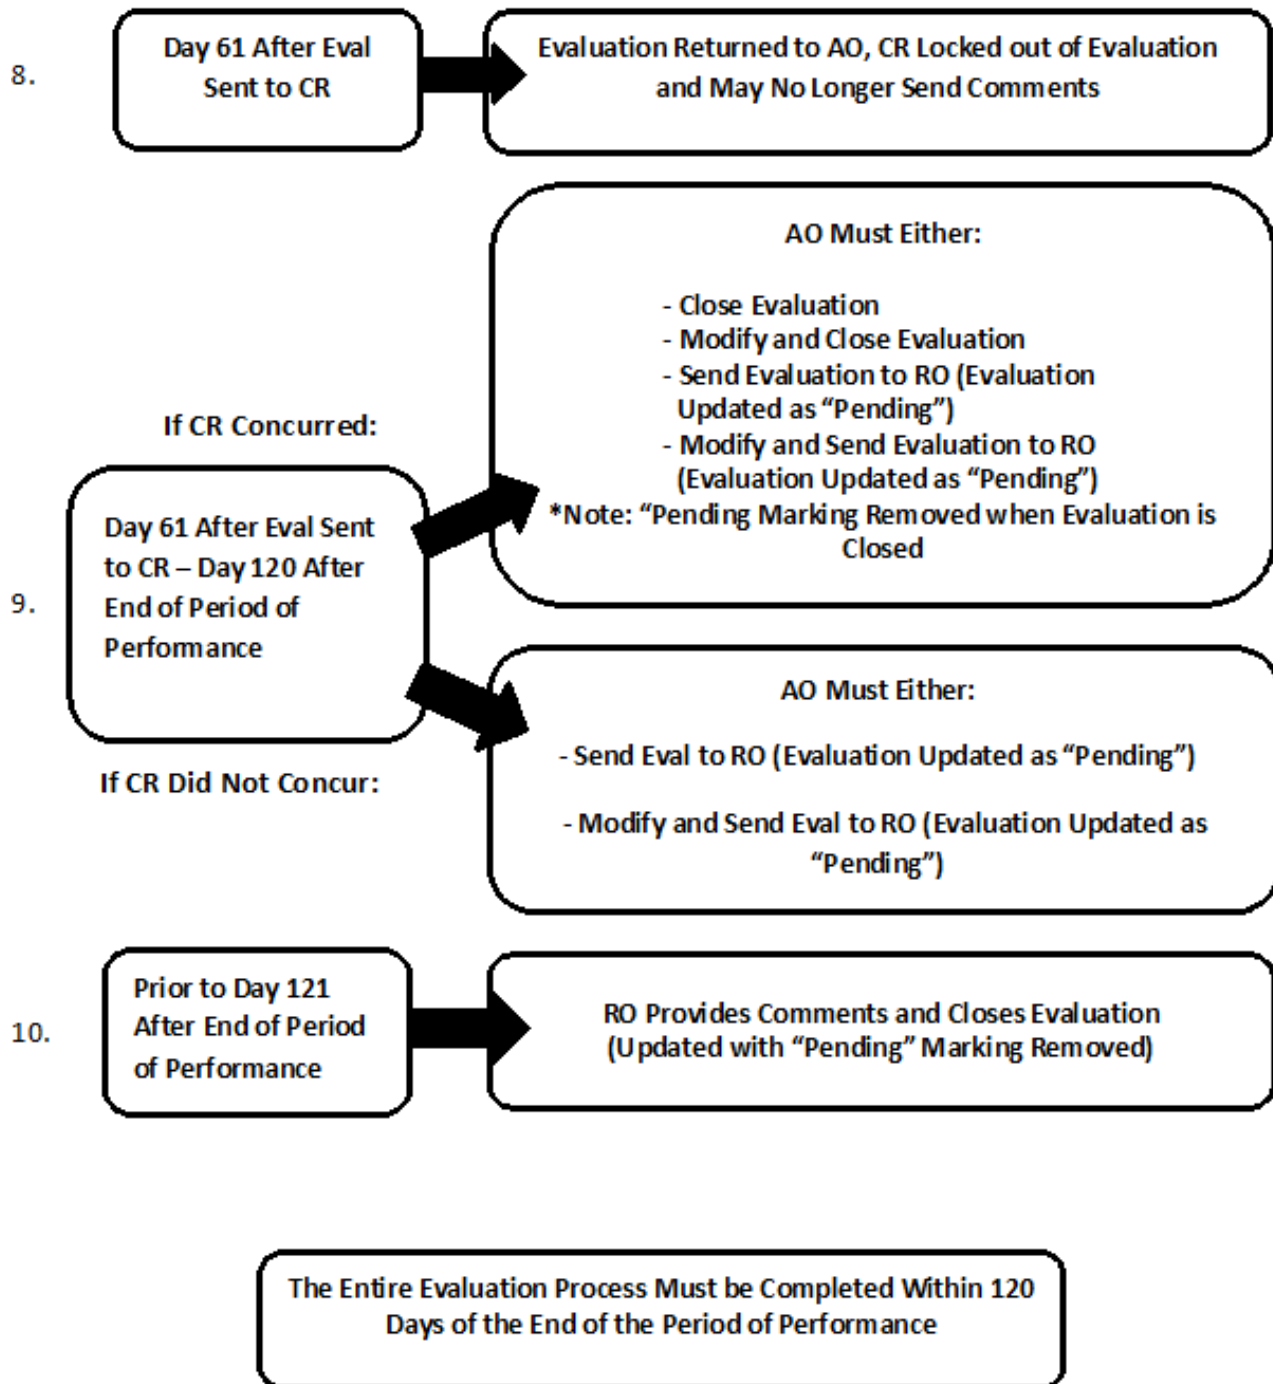 8.
Day 61 After Eval
Sent to CR
Evaluation Returned to AO, CR Locked out of Evaluation
and May No Longer Send Comments
If CR Concurred:
9.
Day 61 After Eval Sent
to CR – Day 120 After
End of Period of
Performance
If CR Did Not Concur:
AO Must Either:
- Close Evaluation
- Modify and Close Evaluation
- Send Evaluation to RO (Evaluation
Updated as “Pending”)
- Modify and Send Evaluation to RO
(Evaluation Updated as “Pending”)
*Note: “Pending Marking Removed when Evaluation is
Closed
AO Must Either:
- Send Eval to RO (Evaluation Updated as “Pending”)
- Modify and Send Eval to RO (Evaluation Updated as
“Pending”)
10.
Prior to Day 121
After End of Period
of Performance
RO Provides Comments and Closes Evaluation
(Updated with “Pending” Marking Removed)
The Entire Evaluation Process Must be Completed Within 120
Days of the End of the Period of Performance